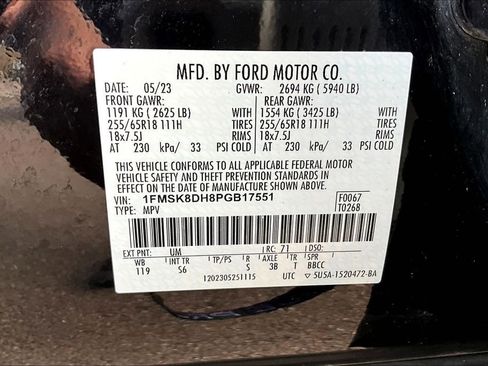 MFD. BY FORD MOTOR CO.
DATE: 05/23 GVWR: 2694 KG ( 5940 LB)
FRONT GAWR: REAR GAWR:
1191 KG ( 2625 LB) WITH 1554 KG ( 3425 LB) WITH
255/65R18 111H TIRES 255/65R18 111H TIRES
18x7.5J RIMS 18x7.5J RIMS
AT 230 kPa/ 33 PSI COLD AT 230 kPa/ 33 PSI COLD
THIS VEHICLE CONFORMS TO ALL APPLICABLE FEDERAL MOTOR
VEHICLE SAFETY AND THEFT PREVENTION STANDARDS IN
EFFECT ON THE DATE OF MANUFACTURE SHOWN ABOVE.
VIN: 1FMSK8DH8PGB17551 F0067
TYPE: MPV T0268
EXT PNT: UM RC: 71 DSO:
WB INT TR TP/PS R AXLE TR SPR
119 S6 S 3B T BBCC
1202305251115 UTC 5U5A-1520472-BA